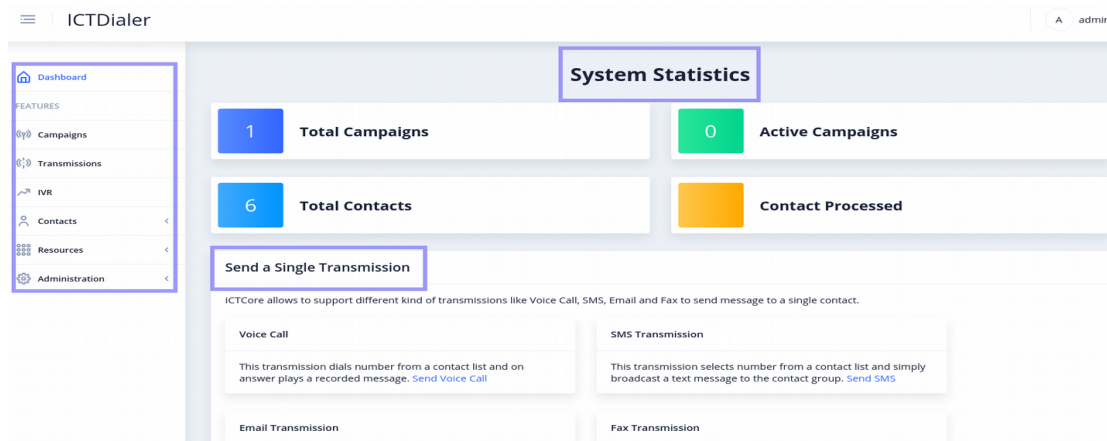 ICTDialer
A admin
Dashboard
FEATURES
Campaigns
Transmissions
IVR
Contacts
Resources
Administration
System Statistics
1 Total Campaigns
0 Active Campaigns
6 Total Contacts
Contact Processed
Send a Single Transmission
ICTCore allows to support different kind of transmissions like Voice Call, SMS, Email and Fax to send message to a single contact.
Voice Call
This transmission dials number from a contact list and on
answer plays a recorded message. Send Voice Call
SMS Transmission
This transmission selects number from a contact list and simply
broadcast a text message to the contact group. Send SMS
Email Transmission
Fax Transmission